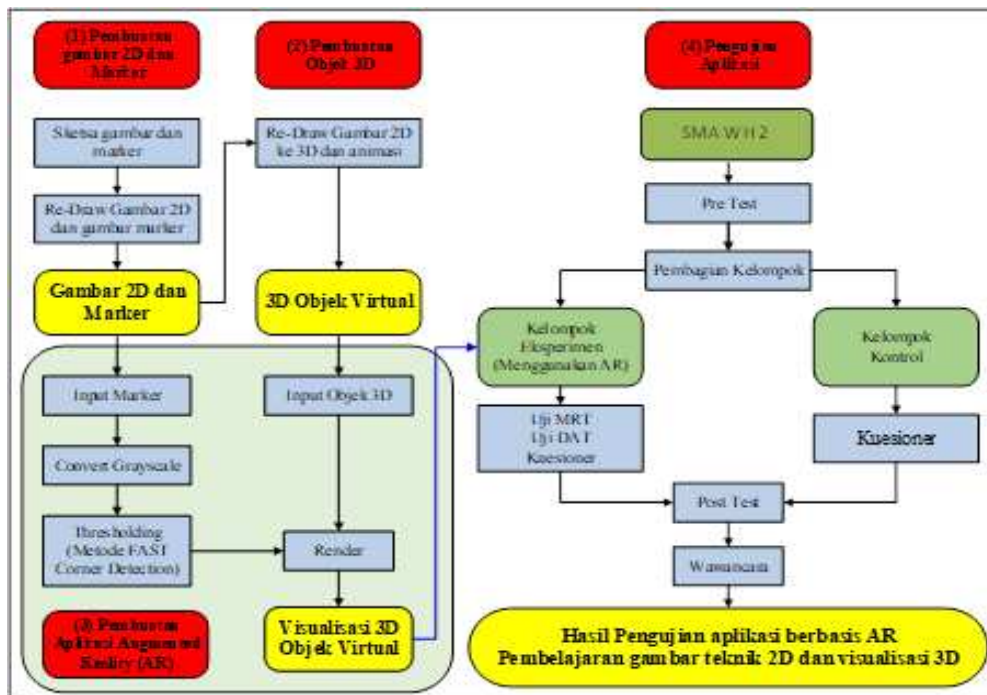 (1) Pembuatan
gambar 2D dan
Marker
Sketsa gambar dan
marker
Re-Draw Gambar 2D
dan gambar marker
Gambar 2D dan
Marker
(2) Pembuatan
Objek 3D
Re-Draw Gambar 2D
ke 3D dan animasi
3D Objek Virtual
Input Marker
Convert Grayscale
Thresholding
(Metode FAST
Corner Detection)
(3) Pembuatan
Aplikasi Augmented
Reality (AR)
Input Objek 3D
Render
Visualisasi 3D
Objek Virtual
(4) Pengujian
Aplikasi
SMA W H 2
Pre Test
Pembagian Kelompok
Kelompok
Eksperimen
(Menggunakan AR)
Uji MRT
Uji DAT
Kuesioner
Kelompok
Kontrol
Kuesioner
Post Test
Wawancara
Hasil Pengujian aplikasi berbasis AR
Pembelajaran gambar teknik 2D dan visualisasi 3D